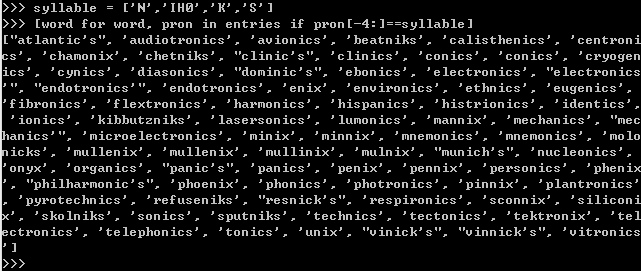 >>> syllable = ['N','IH0','K','S']
>>> [word for word, pron in entries if pron[-4:]==syllable]
["atlantic's", 'audiotronics', 'avionics', 'beatniks', 'calisthenics', 'centroni
cs', 'chamonix', 'chetniks', "clinic's", 'clinics', 'conics', 'conics', 'cryogen
ics', 'cynics', 'diasonics', "dominic's", 'ebonics', 'electronics', "electronics
'", "endotronics'", 'endotronics', 'enix', 'environics', 'ethnics', 'eugenics',
'fibronics', 'flextronics', 'harmonics', 'hispanics', 'histrionics', 'identics',
 'ionics', 'kibbutzniks', 'lasersonics', 'lumonics', 'mannix', 'mechanics', "mec
hanics'", 'microelectronics', 'minix', 'minnix', 'mnemonics', 'mnemonics', 'molo
nicks', 'mullenix', 'mullenix', 'mullinix', 'mulnix', "munich's", 'nucleonics',
'onyx', 'organics', "panic's", 'panics', 'penix', 'pennix', 'personics', 'phenix
', "philharmonic's", 'phoenix', 'phonics', 'photronics', 'pinnix', 'plantronics'
, 'pyrotechnics', 'refuseniks', "resnick's", 'respironics', 'sconnix', 'siliconi
x', 'skolniks', 'sonics', 'sputniks', 'technics', 'tectonics', 'tektronix', 'tel
ectronics', 'telephonics', 'tonics', 'unix', "vinick's", "vinnick's", 'vitronics
']
>>>